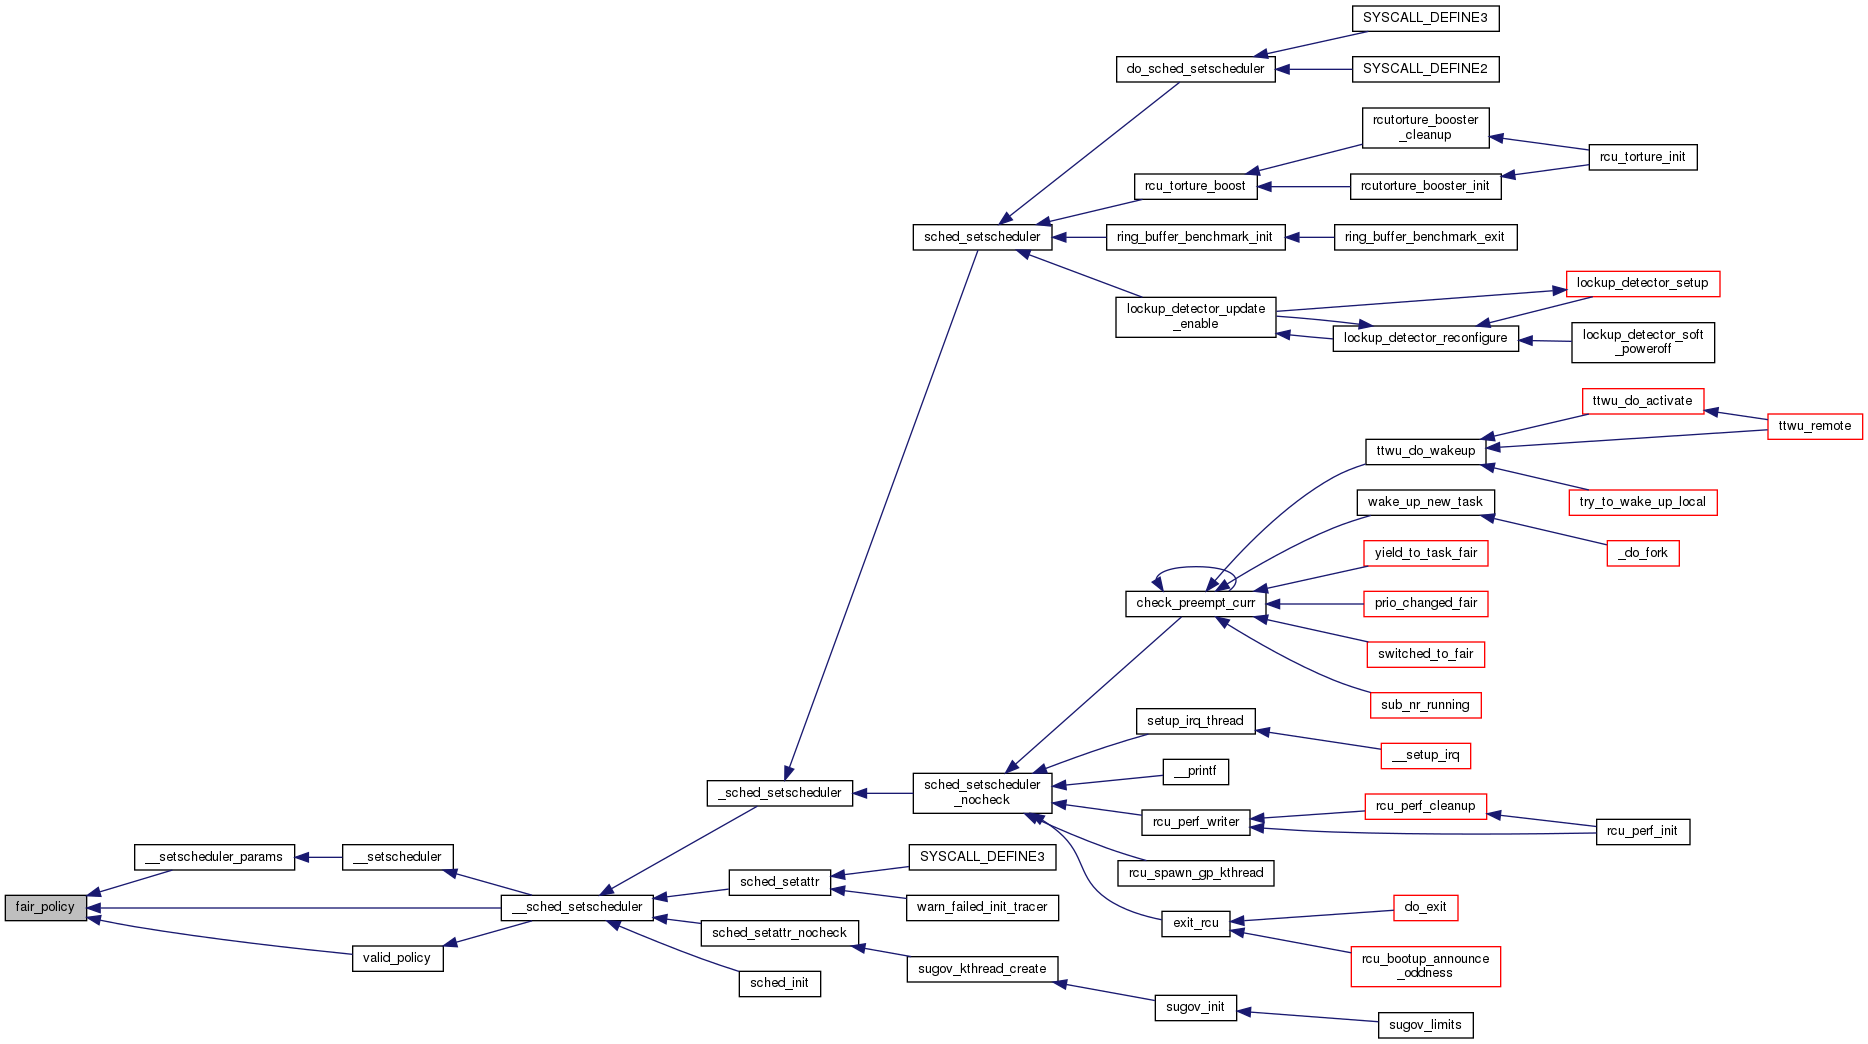 SYSCALL_DEFINE3
do_sched_setscheduler
SYSCALL_DEFINE2
rcutorture_booster
_cleanup
rcu_torture_init
rcu_torture_boost
rcutorture_booster_init
sched_setscheduler
ring_buffer_benchmark_init
ring_buffer_benchmark_exit
lockup_detector_setup
lockup_detector_update
_enable
lockup_detector_reconfigure
lockup_detector_soft
_poweroff
ttwu_do_activate
ttwu_remote
ttwu_do_wakeup
try_to_wake_up_local
wake_up_new_task
_do_fork
yield_to_task_fair
check_preempt_curr
prio_changed_fair
switched_to_fair
sub_nr_running
setup_irq_thread
__setup_irq
__printf
_sched_setscheduler
sched_setscheduler
_nocheck
rcu_perf_cleanup
rcu_perf_writer
rcu_perf_init
__setscheduler_params
__setscheduler
SYSCALL_DEFINE3
rcu_spawn_gp_kthread
sched_setattr
fair_policy
__sched_setscheduler
warn_failed_init_tracer
do_exit
exit_rcu
sched_setattr_nocheck
valid_policy
rcu_bootup_announce
_oddness
sugov_kthread_create
sched_init
sugov_init
sugov_limits